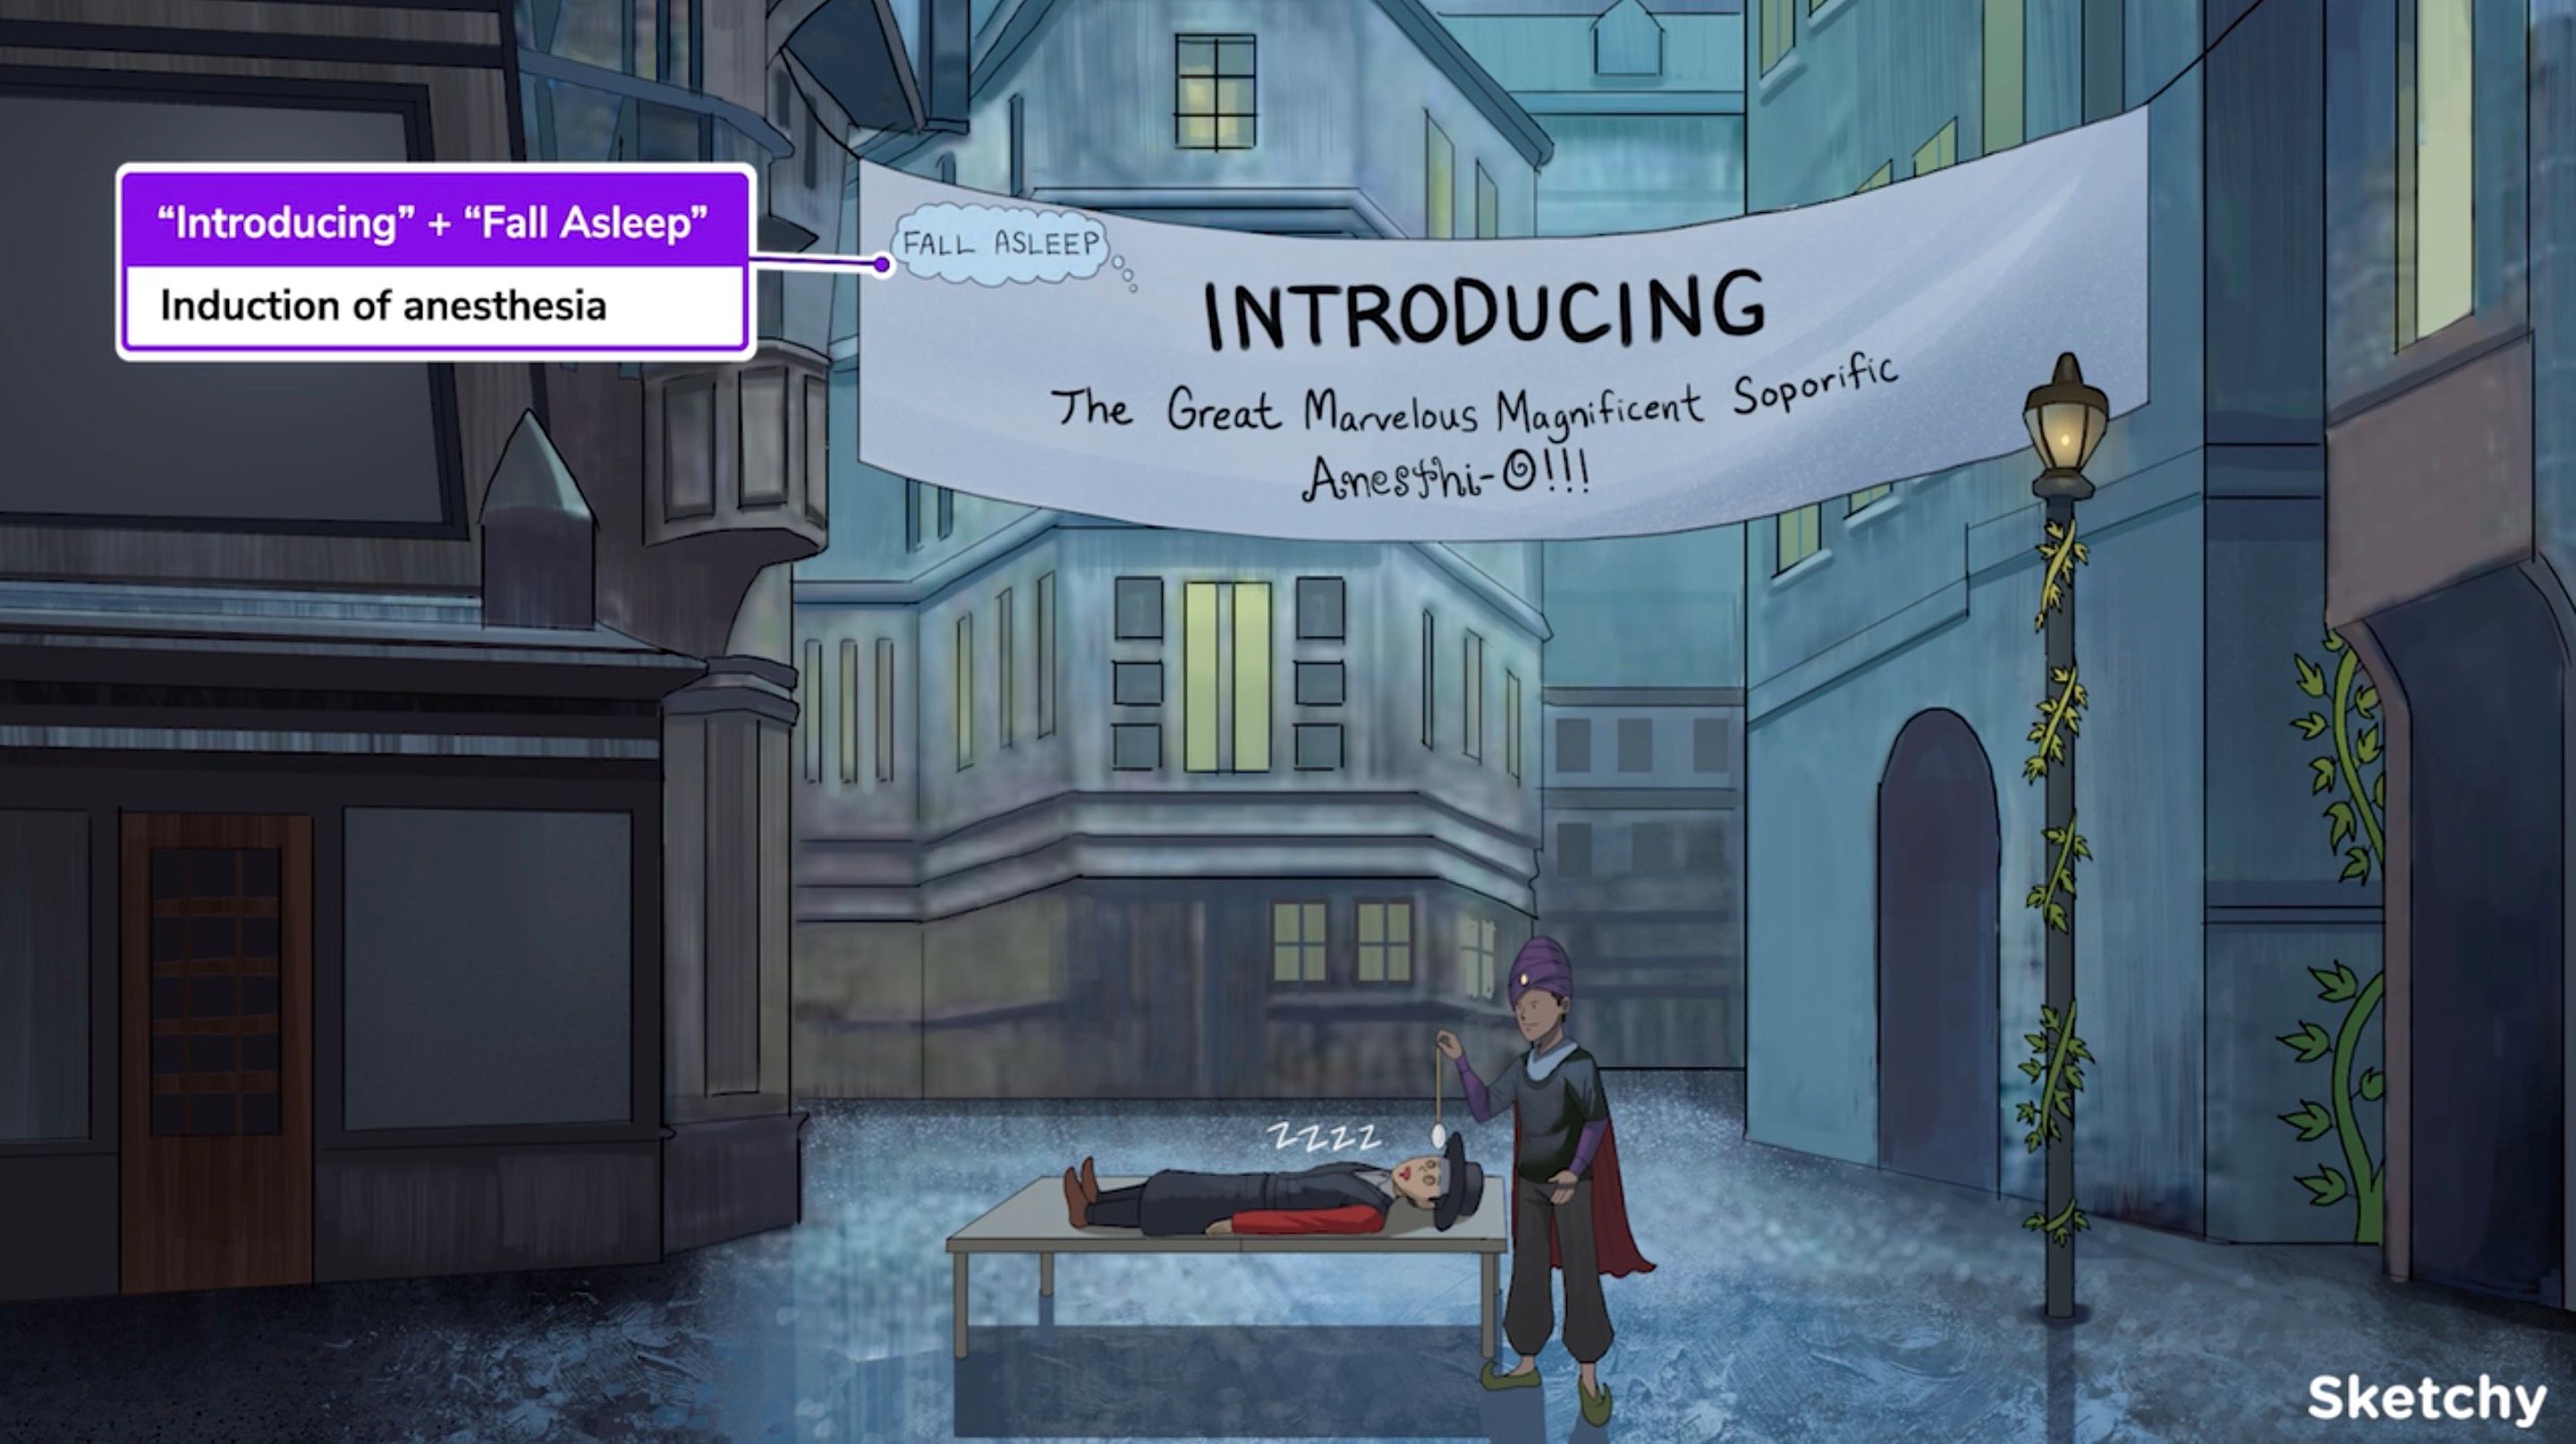 “Introducing” + “Fall Asleep”
Induction of anesthesia
FALL ASLEEP
INTRODUCING
The Great Marvelous Magnificent Soporific
Anesthi-O!!!
zzzz
Sketchy